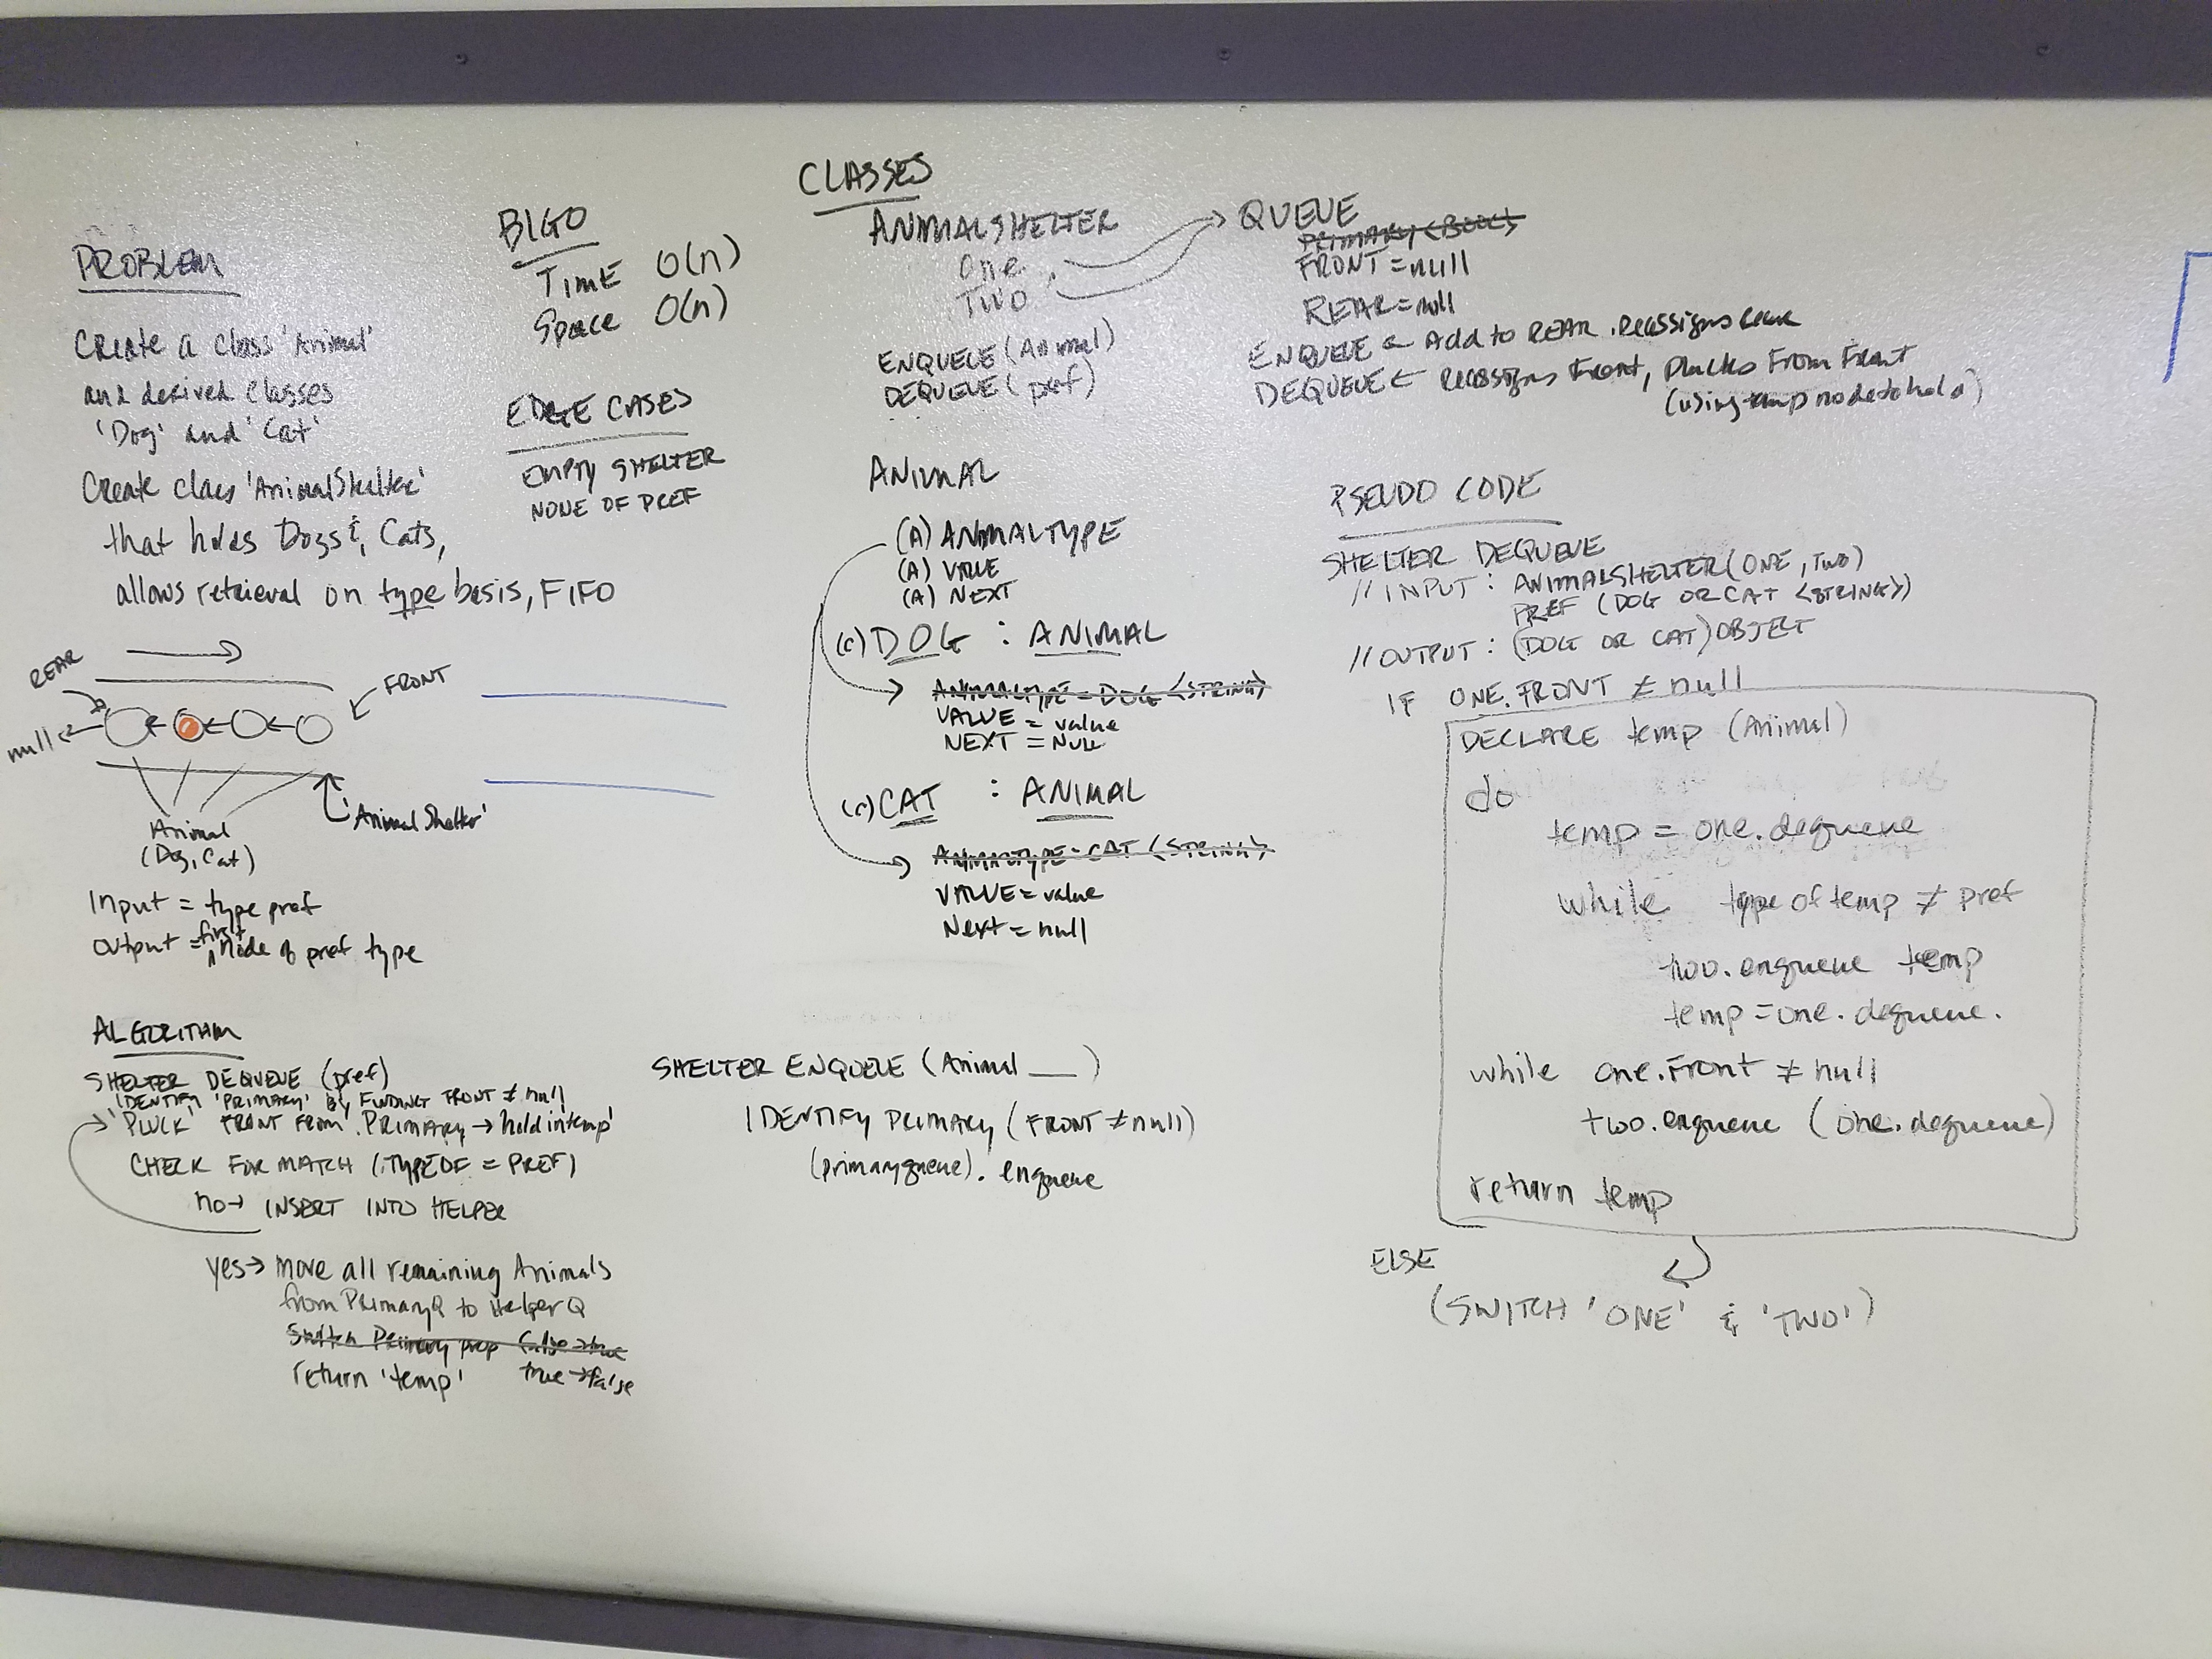 PROBLEM
Create a class 'Animal'
and derived classes
'Dog' and 'Cat'
Create class 'AnimalShelter'
that holds Dogs &, Cats,
allows retrieval on type basis, FIFO
REAR
FRONT
null
'AnimalShelter'
Animal
(Dog, Cat)
Input = type pref
output = first Node of pref type
ALGORITHM
SHELTER DEQUEUE (pref)
IDENTIFY 'PRIMARY' BY FINDING FRONT ≠ null
'PLUCK' FRONT FROM . PRIMARY → hold in 'temp'
CHECK FOR MATCH (.TYPEOF = PREF)
no → INSERT INTO HELPER
yes → move all remaining Animals
from PrimaryQ to HelperQ
Switch Primary prop false → true
return 'temp' true → false
BIGO
TIME O(n)
Space O(n)
EDGE CASES
EMPTY SHELTER
NONE OF PREF
CLASSES
ANIMALSHELTER
One
Two
ENQUEUE (Animal)
DEQUEUE (pref)
QUEUE
PRIMARY <BOOL>
FRONT = null
REAR = null
ENQUEUE ← Add to REAR . Reassigns Rear
DEQUEUE ← Reassigns Front, plucks From Front
(using temp node to hold)
ANIMAL
(A) ANIMALTYPE
(A) VALUE
(A) NEXT
(c) DOG : ANIMAL
ANIMALTYPE = DOG <STRING>
VALUE = value
NEXT = NULL
(c) CAT : ANIMAL
ANIMALTYPE = CAT <STRING>
VALUE = value
Next = null
SHELTER ENQUEUE (Animal ___)
IDENTIFY PRIMARY (FRONT ≠ null)
(primaryqueue). enqueue
PSEUDO CODE
SHELTER DEQUEUE
// INPUT : ANIMALSHELTER (ONE, TWO)
PREF (DOG OR CAT <STRING>)
// OUTPUT : (DOG OR CAT) OBJECT
IF ONE. FRONT ≠ null
DECLARE temp (Animal)
do
temp = one.dequeue
while type of temp ≠ pref
two.enqueue temp
temp = one.dequeue.
while one.Front ≠ null
two.enqueue (one.dequeue)
return temp
ELSE
(SWITCH 'ONE' & 'TWO')